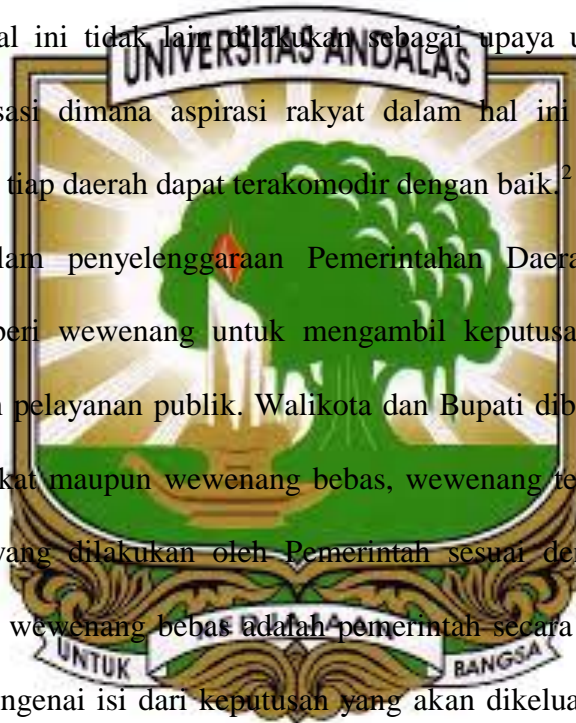 al ini tidak lain dilakukan sebagai upaya u
UNIVERSITAS ANDALAS
sasi dimana aspirasi rakyat dalam hal ini
tiap daerah dapat terakomodir dengan baik.²
lam penyelenggaraan Pemerintahan Daera
beri wewenang untuk mengambil keputusa
n pelayanan publik. Walikota dan Bupati dib
kat maupun wewenang bebas, wewenang te
yang dilakukan oleh Pemerintah sesuai de
wewenang bebas adalah pemerintah secara
UNTUK KEDJAJAAN BANGSA
ngenai isi dari keputusan yang akan dikelua